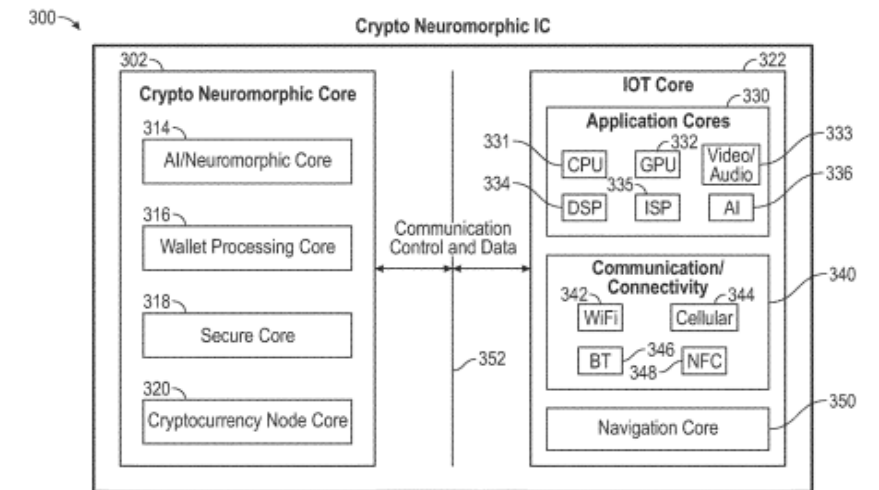 300
Crypto Neuromorphic IC
302
Crypto Neuromorphic Core
314
AI/Neuromorphic Core
316
Wallet Processing Core
318
Secure Core
320
Cryptocurrency Node Core
Communication
Control and Data
352
322
IOT Core
330
Application Cores
331
CPU
332
GPU
Video/
Audio
333
334
DSP
335
ISP
AI
336
Communication/
Connectivity
340
342
WiFi
344
Cellular
BT
346
348
NFC
Navigation Core
350